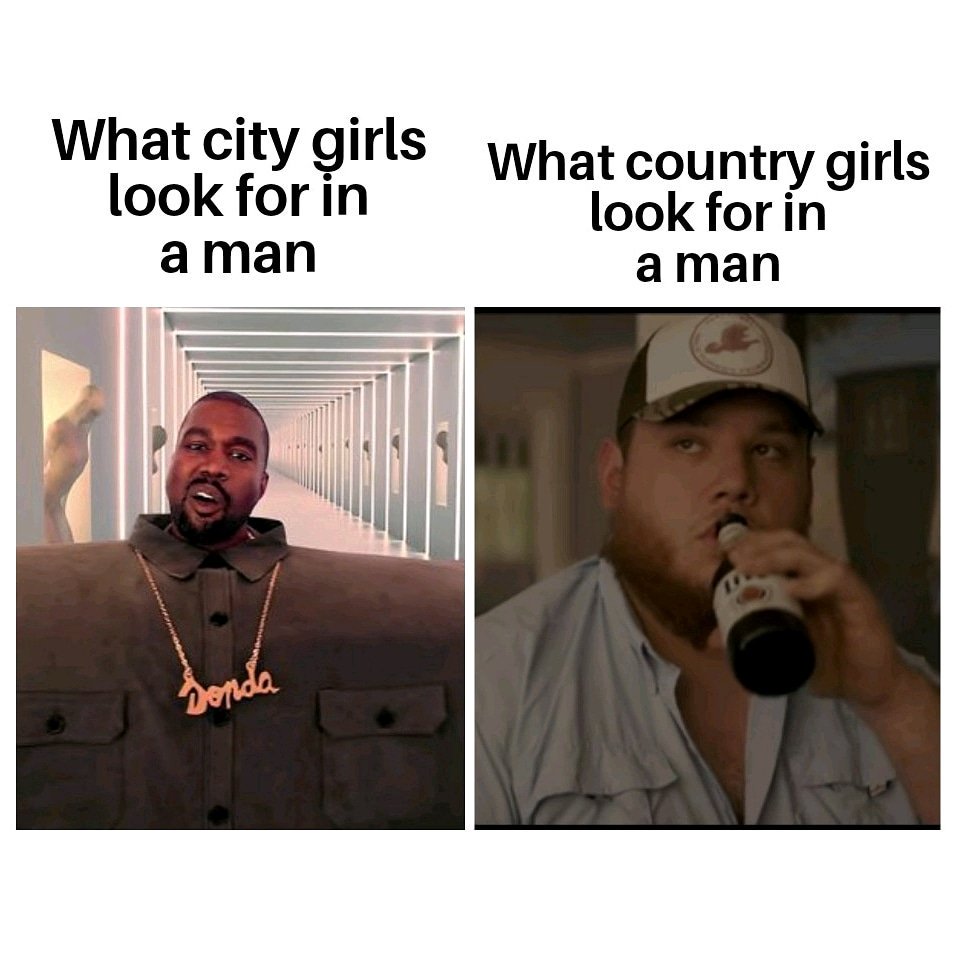 What city girls
look for in
a man
What country girls
look for in
a man
Donda